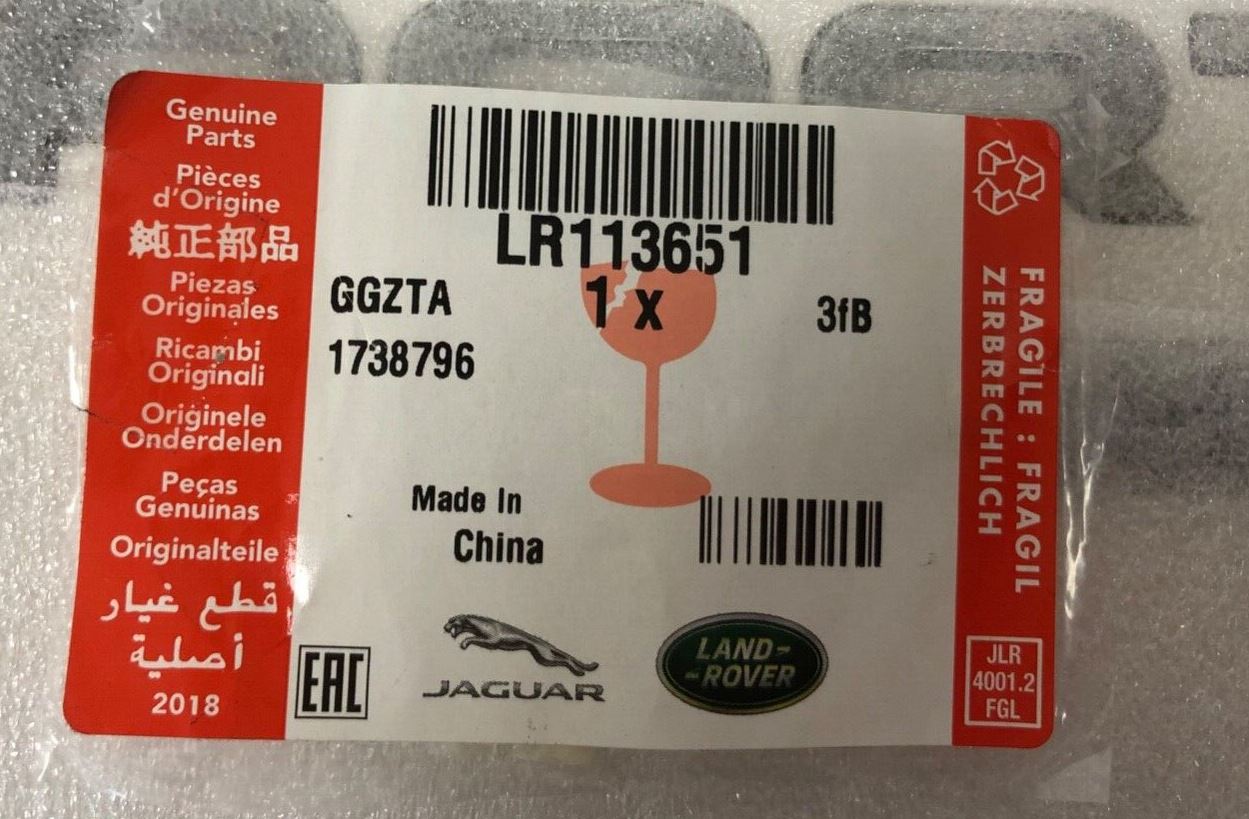 Genuine
Parts
Pièces
d'Origine
純正部品
Piezas
Originales
Ricambi
Originali
Originele
Onderdelen
Peças
Genuinas
Originalteile
قطع غيار
أصلية
2018
LR113651
1 x
GGZTA
3fB
1738796
Made In
China
EAC
JAGUAR
LAND-
-ROVER
FRAGILE : FRAGIL
ZERBRECHLICH
JLR
4001.2
FGL